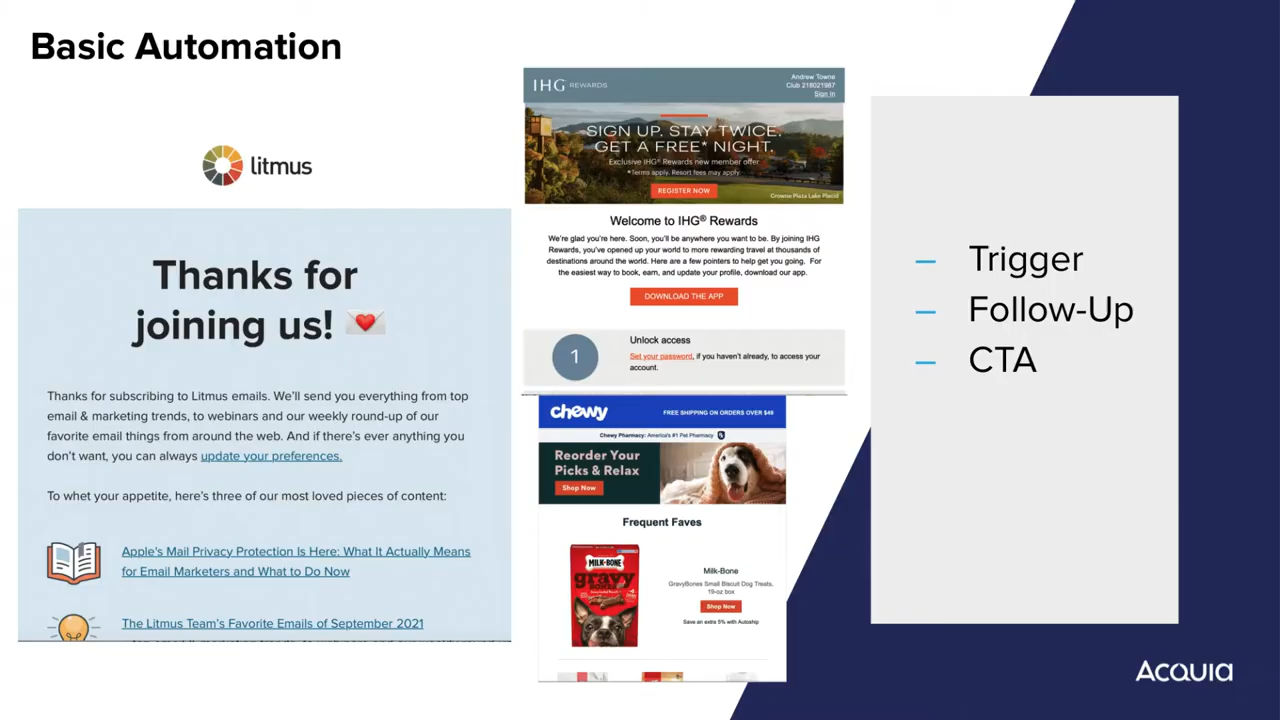 Basic Automation
litmus
Thanks for
joining us!
Thanks for subscribing to Litmus emails. We'll send you everything from top
email & marketing trends, to webinars and our weekly round-up of our
favorite email things from around the web. And if there's ever anything you
don't want, you can always update your preferences.
To whet your appetite, here's three of our most loved pieces of content:
Apple's Mail Privacy Protection Is Here: What It Actually Means
for Email Marketers and What to Do Now
The Litmus Team's Favorite Emails of September 2021
IHG REWARDS
Andrew Towne
Club 218021987
Sign In
SIGN UP. STAY TWICE.
GET A FREE* NIGHT.
Exclusive IHG® Rewards new member offer
*Terms apply. Resort fees may apply.
REGISTER NOW
Crowne Plaza Lake Placid
Welcome to IHG® Rewards
We're glad you're here. Soon, you'll be anywhere you want to be. By joining IHG
Rewards, you've opened up your world to more rewarding travel at thousands of
destinations around the world. Here are a few pointers to help get you going. For
the easiest way to book, earn, and update your profile, download our app.
DOWNLOAD THE APP
1
Unlock access
Set your password, if you haven't already, to access your
account.
chewy
FREE SHIPPING ON ORDERS OVER $49
Chewy Pharmacy: America's #1 Pet Pharmacy
Reorder Your
Picks & Relax
Shop Now
Frequent Faves
MILK-BONE
gravy
BONES
Milk-Bone
GravyBones Small Biscuit Dog Treats,
19-oz box
Shop Now
Save an extra 5% with Autoship
– Trigger
– Follow-Up
– CTA
ACQUIA